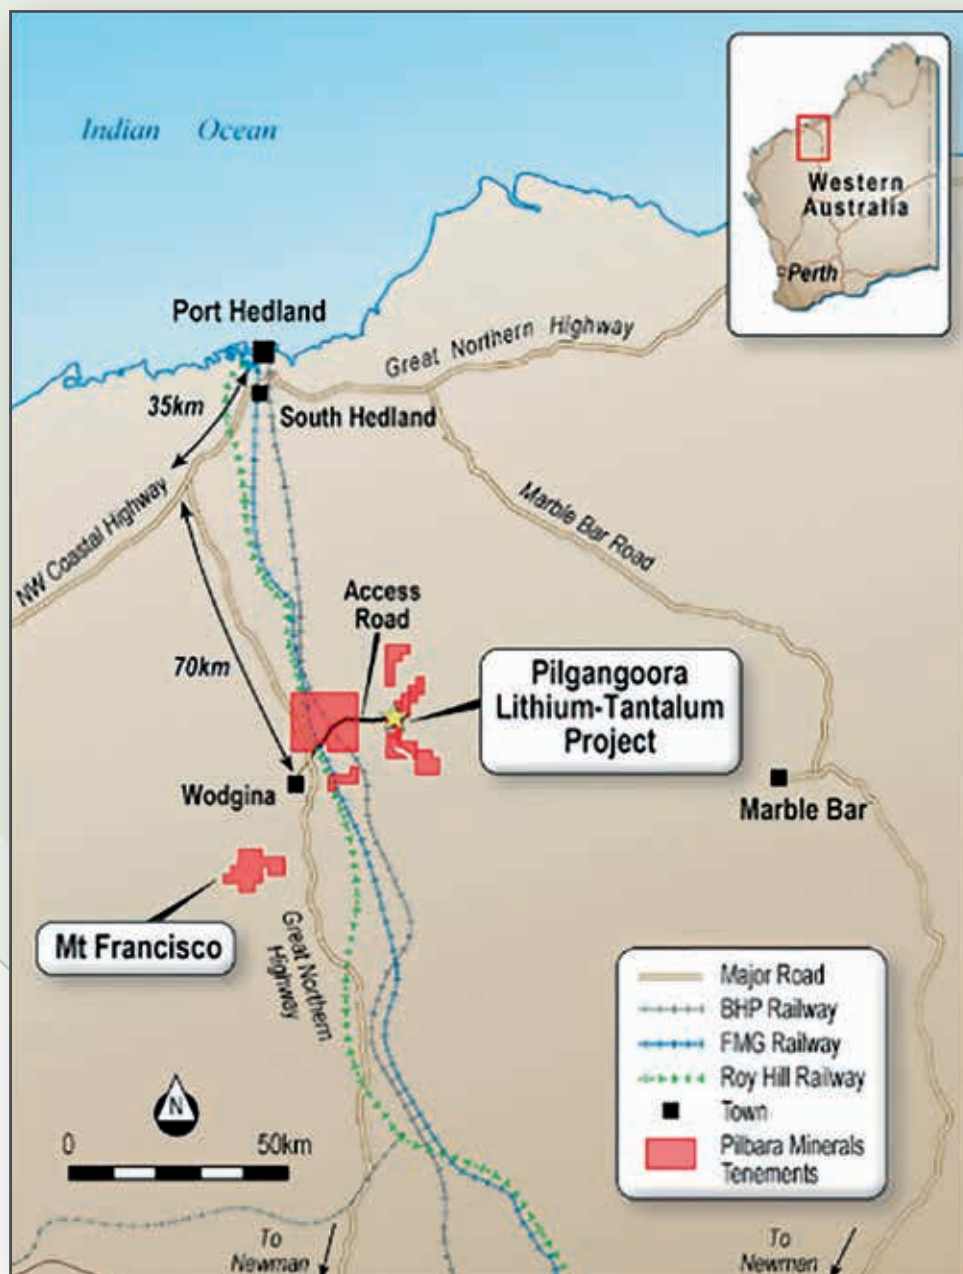 Indian Ocean
Western
Australia
Perth
Port Hedland
Great Northern Highway
35km
South Hedland
NW Coastal Highway
Marble Bar Road
Access
Road
70km
Pilgangoora
Lithium-Tantalum
Project
Wodgina
Marble Bar
Mt Francisco
Great Northern
Highway
Major Road
BHP Railway
FMG Railway
Roy Hill Railway
Town
Pilbara Minerals
Tenements
N
0 50km
To
Newman
To
Newman